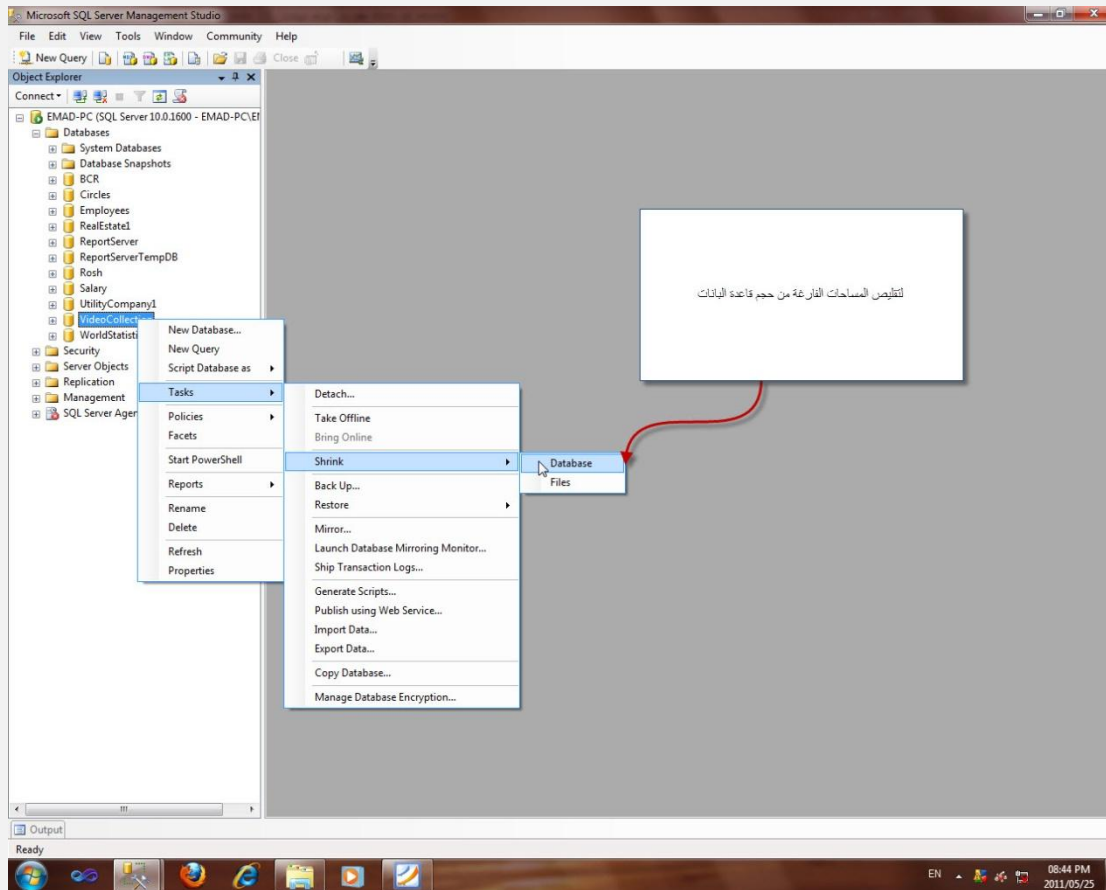 Microsoft SQL Server Management Studio
File Edit View Tools Window Community Help
New Query Close
Object Explorer
Connect
EMAD-PC (SQL Server 10.0.1600 - EMAD-PC\EM
Databases
System Databases
Database Snapshots
BCR
Circles
Employees
RealEstate1
ReportServer
ReportServerTempDB
Rosh
Salary
UtilityCompany1
VideoCollection
WorldStatisti
Security
Server Objects
Replication
Management
SQL Server Agen
New Database...
New Query
Script Database as
Tasks
Policies
Facets
Start PowerShell
Reports
Rename
Delete
Refresh
Properties
Detach...
Take Offline
Bring Online
Shrink
Back Up...
Restore
Mirror...
Launch Database Mirroring Monitor...
Ship Transaction Logs...
Generate Scripts...
Publish using Web Service...
Import Data...
Export Data...
Copy Database...
Manage Database Encryption...
Database
Files
لتقليص المساحات الفارغة من حجم قاعدة البانات
Output
Ready
EN
08:44 PM
2011/05/25